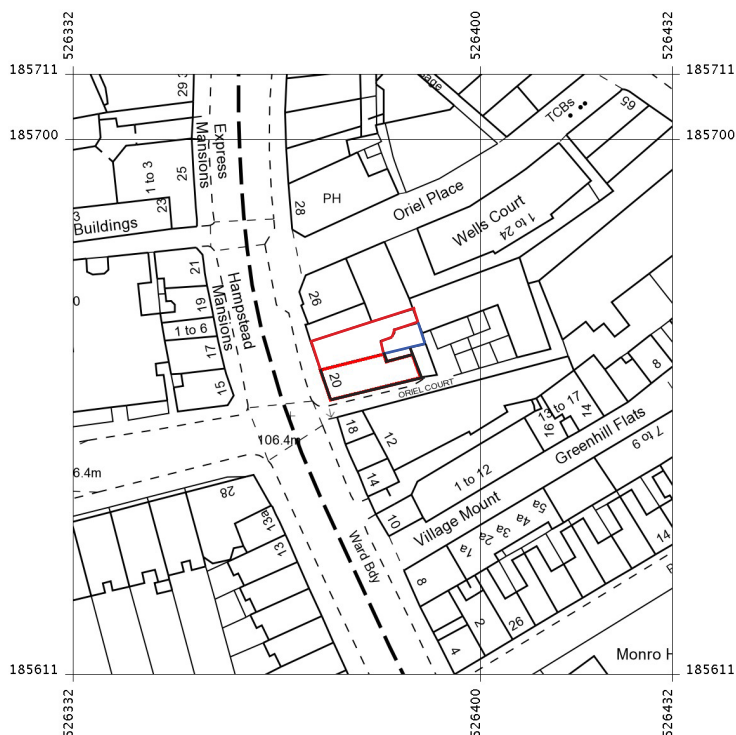 526332
526400
526432
185711
185711
29
TCBs
65
185700
185700
Express
Mansions
1 to 3
25
PH
Oriel Place
23
28
Wells Court
1 to 24
3
Buildings
21
Hampstead
Mansions
26
0
19
1 to 6
17
20
8
15
ORIEL COURT
13 to 17
14
16
18
12
Greenhill Flats
106.4m
6 to 7
6.4m
14
1 to 12
28
10
Village Mount
5a
4a
3a
2a
1a
13a
13
Ward Bdy
14
8
2
26
4
Monro H
185611
185611
526332
526400
526432